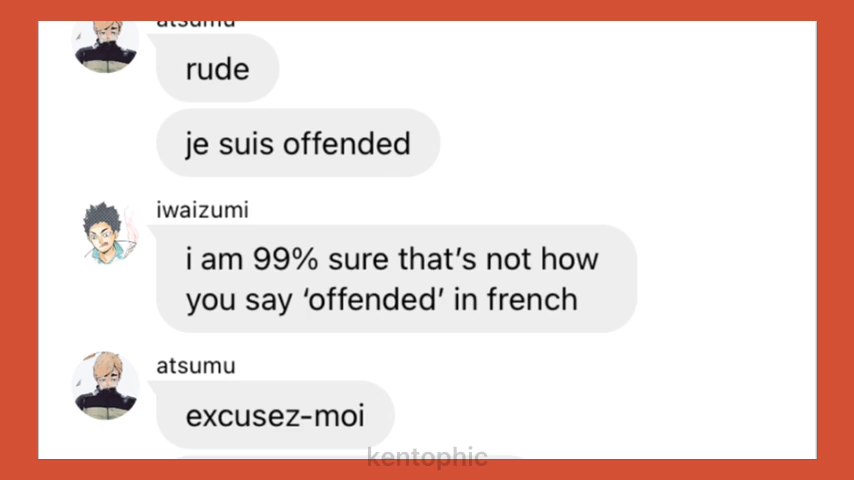 atsumu
rude
je suis offended
iwaizumi
i am 99% sure that's not how
you say ‘offended’ in french
atsumu
excusez-moi
kentophic